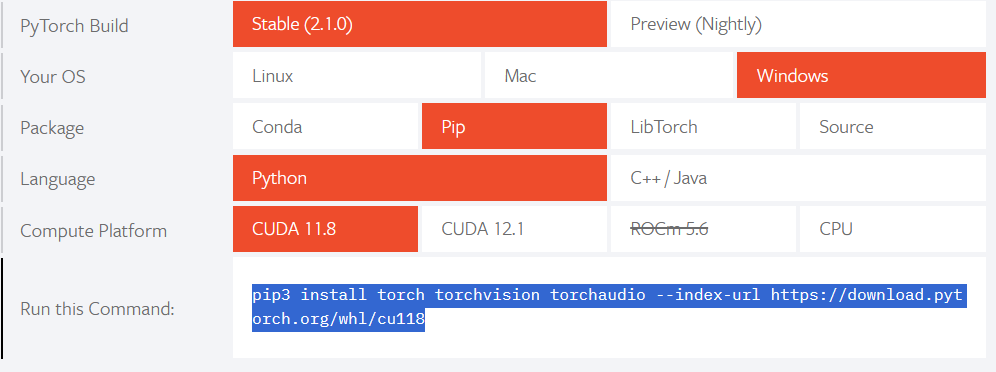 PyTorch Build Stable (2.1.0) Preview (Nightly)
Your OS Linux Mac Windows
Package Conda Pip LibTorch Source
Language Python C++ / Java
Compute Platform CUDA 11.8 CUDA 12.1 ROCm 5.6 CPU
Run this Command: pip3 install torch torchvision torchaudio --index-url https://download.pyt
orch.org/whl/cu118